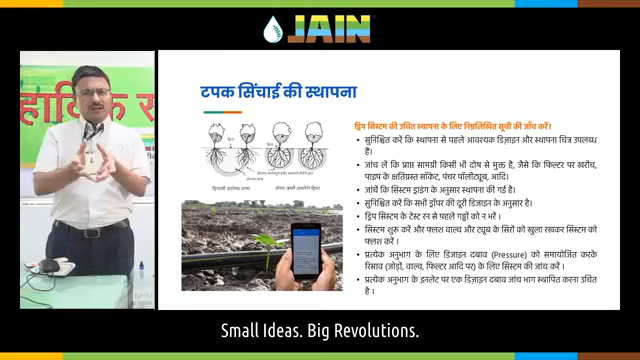 JAIN
हार्दिक स्
टपक सिंचाई की स्थापना
ड्रिप सिस्टम की उचित स्थापना के लिए निम्नलिखित सूची की जाँच करें।
• सुनिश्चित करें कि स्थापना से पहले आवश्यक डिज़ाइन और स्थापना चित्र उपलब्ध
हैं।
• जांच लें कि प्राप्त सामग्री किसी भी दोष से मुक्त है, जैसे कि फिल्टर पर खरोंच,
पाइप के क्षतिग्रस्त सॉकेट, पंचर पॉलीट्यूब, आदि।
• जांचें कि सिस्टम ड्राइंग के अनुसार स्थापना की गई है।
• सुनिश्चित करें कि सभी ड्रॉपर की दूरी डिजाइन के अनुसार है।
• ड्रिप सिस्टम के टेस्ट रन से पहले गड्ढों को न भरें।
• सिस्टम शुरू करें और फ्लश वाल्व और ट्यूब के सिरों को खुला रखकर सिस्टम को
फ्लश करें।
• प्रत्येक अनुभाग के लिए डिजाइन दबाव (Pressure) को समायोजित करके
रिसाव (जोड़ों, वाल्व, फिल्टर आदि पर) के लिए सिस्टम की जांच करें।
• प्रत्येक अनुभाग के इनलेट पर एक डिज़ाइन दबाव जांच भाग स्थापित करना उचित
है।
Small Ideas. Big Revolutions.